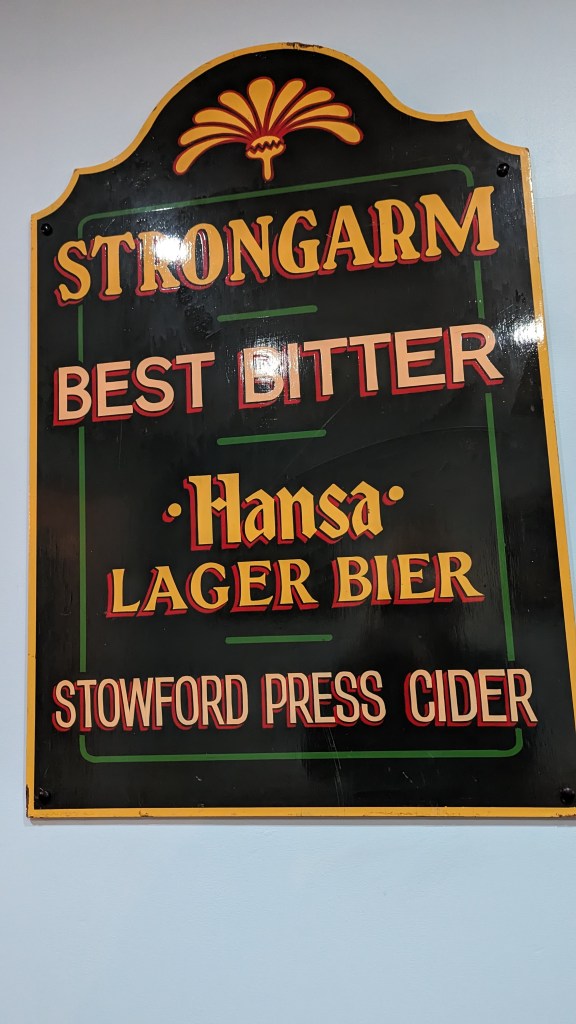 STRONGARM
BEST BITTER
·Hansa·
LAGER BIER
STOWFORD PRESS CIDER